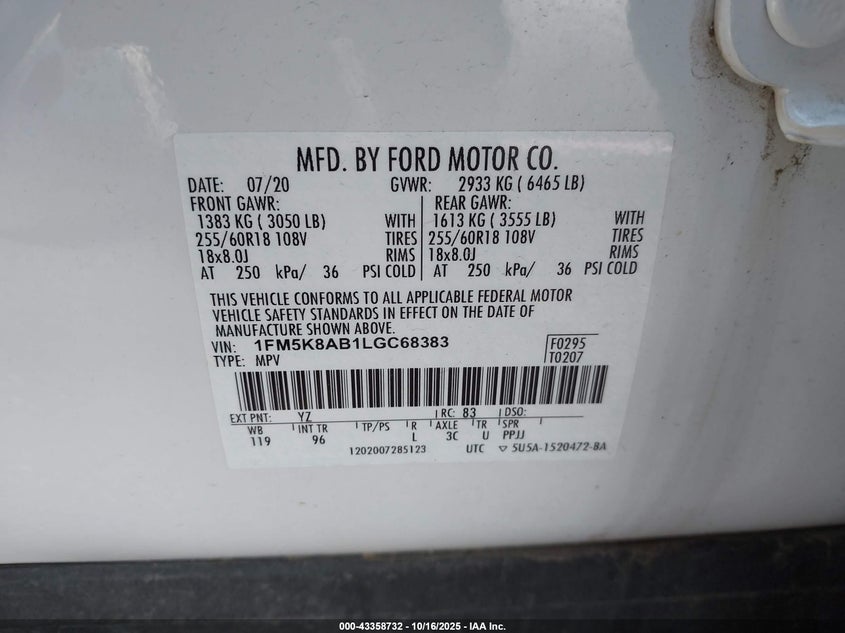 MFD. BY FORD MOTOR CO.
DATE: 07/20 GVWR: 2933 KG ( 6465 LB)
FRONT GAWR: REAR GAWR:
1383 KG ( 3050 LB) WITH 1613 KG ( 3555 LB) WITH
255/60R18 108V TIRES 255/60R18 108V TIRES
18x8.0J RIMS 18x8.0J RIMS
AT 250 kPa/ 36 PSI COLD AT 250 kPa/ 36 PSI COLD
THIS VEHICLE CONFORMS TO ALL APPLICABLE FEDERAL MOTOR
VEHICLE SAFETY STANDARDS IN EFFECT ON THE DATE OF
MANUFACTURE SHOWN ABOVE.
VIN: 1FM5K8AB1LGC68383 F0295
TYPE: MPV T0207
EXT PNT: YZ RC: 83 DSO:
WB INT TR TP/PS R AXLE TR SPR
119 96 L 3C U PPJJ
1202007285123 UTC ▽ 5U5A-1520472-BA
000-43358732 | 10/16/2025 - IAA Inc.